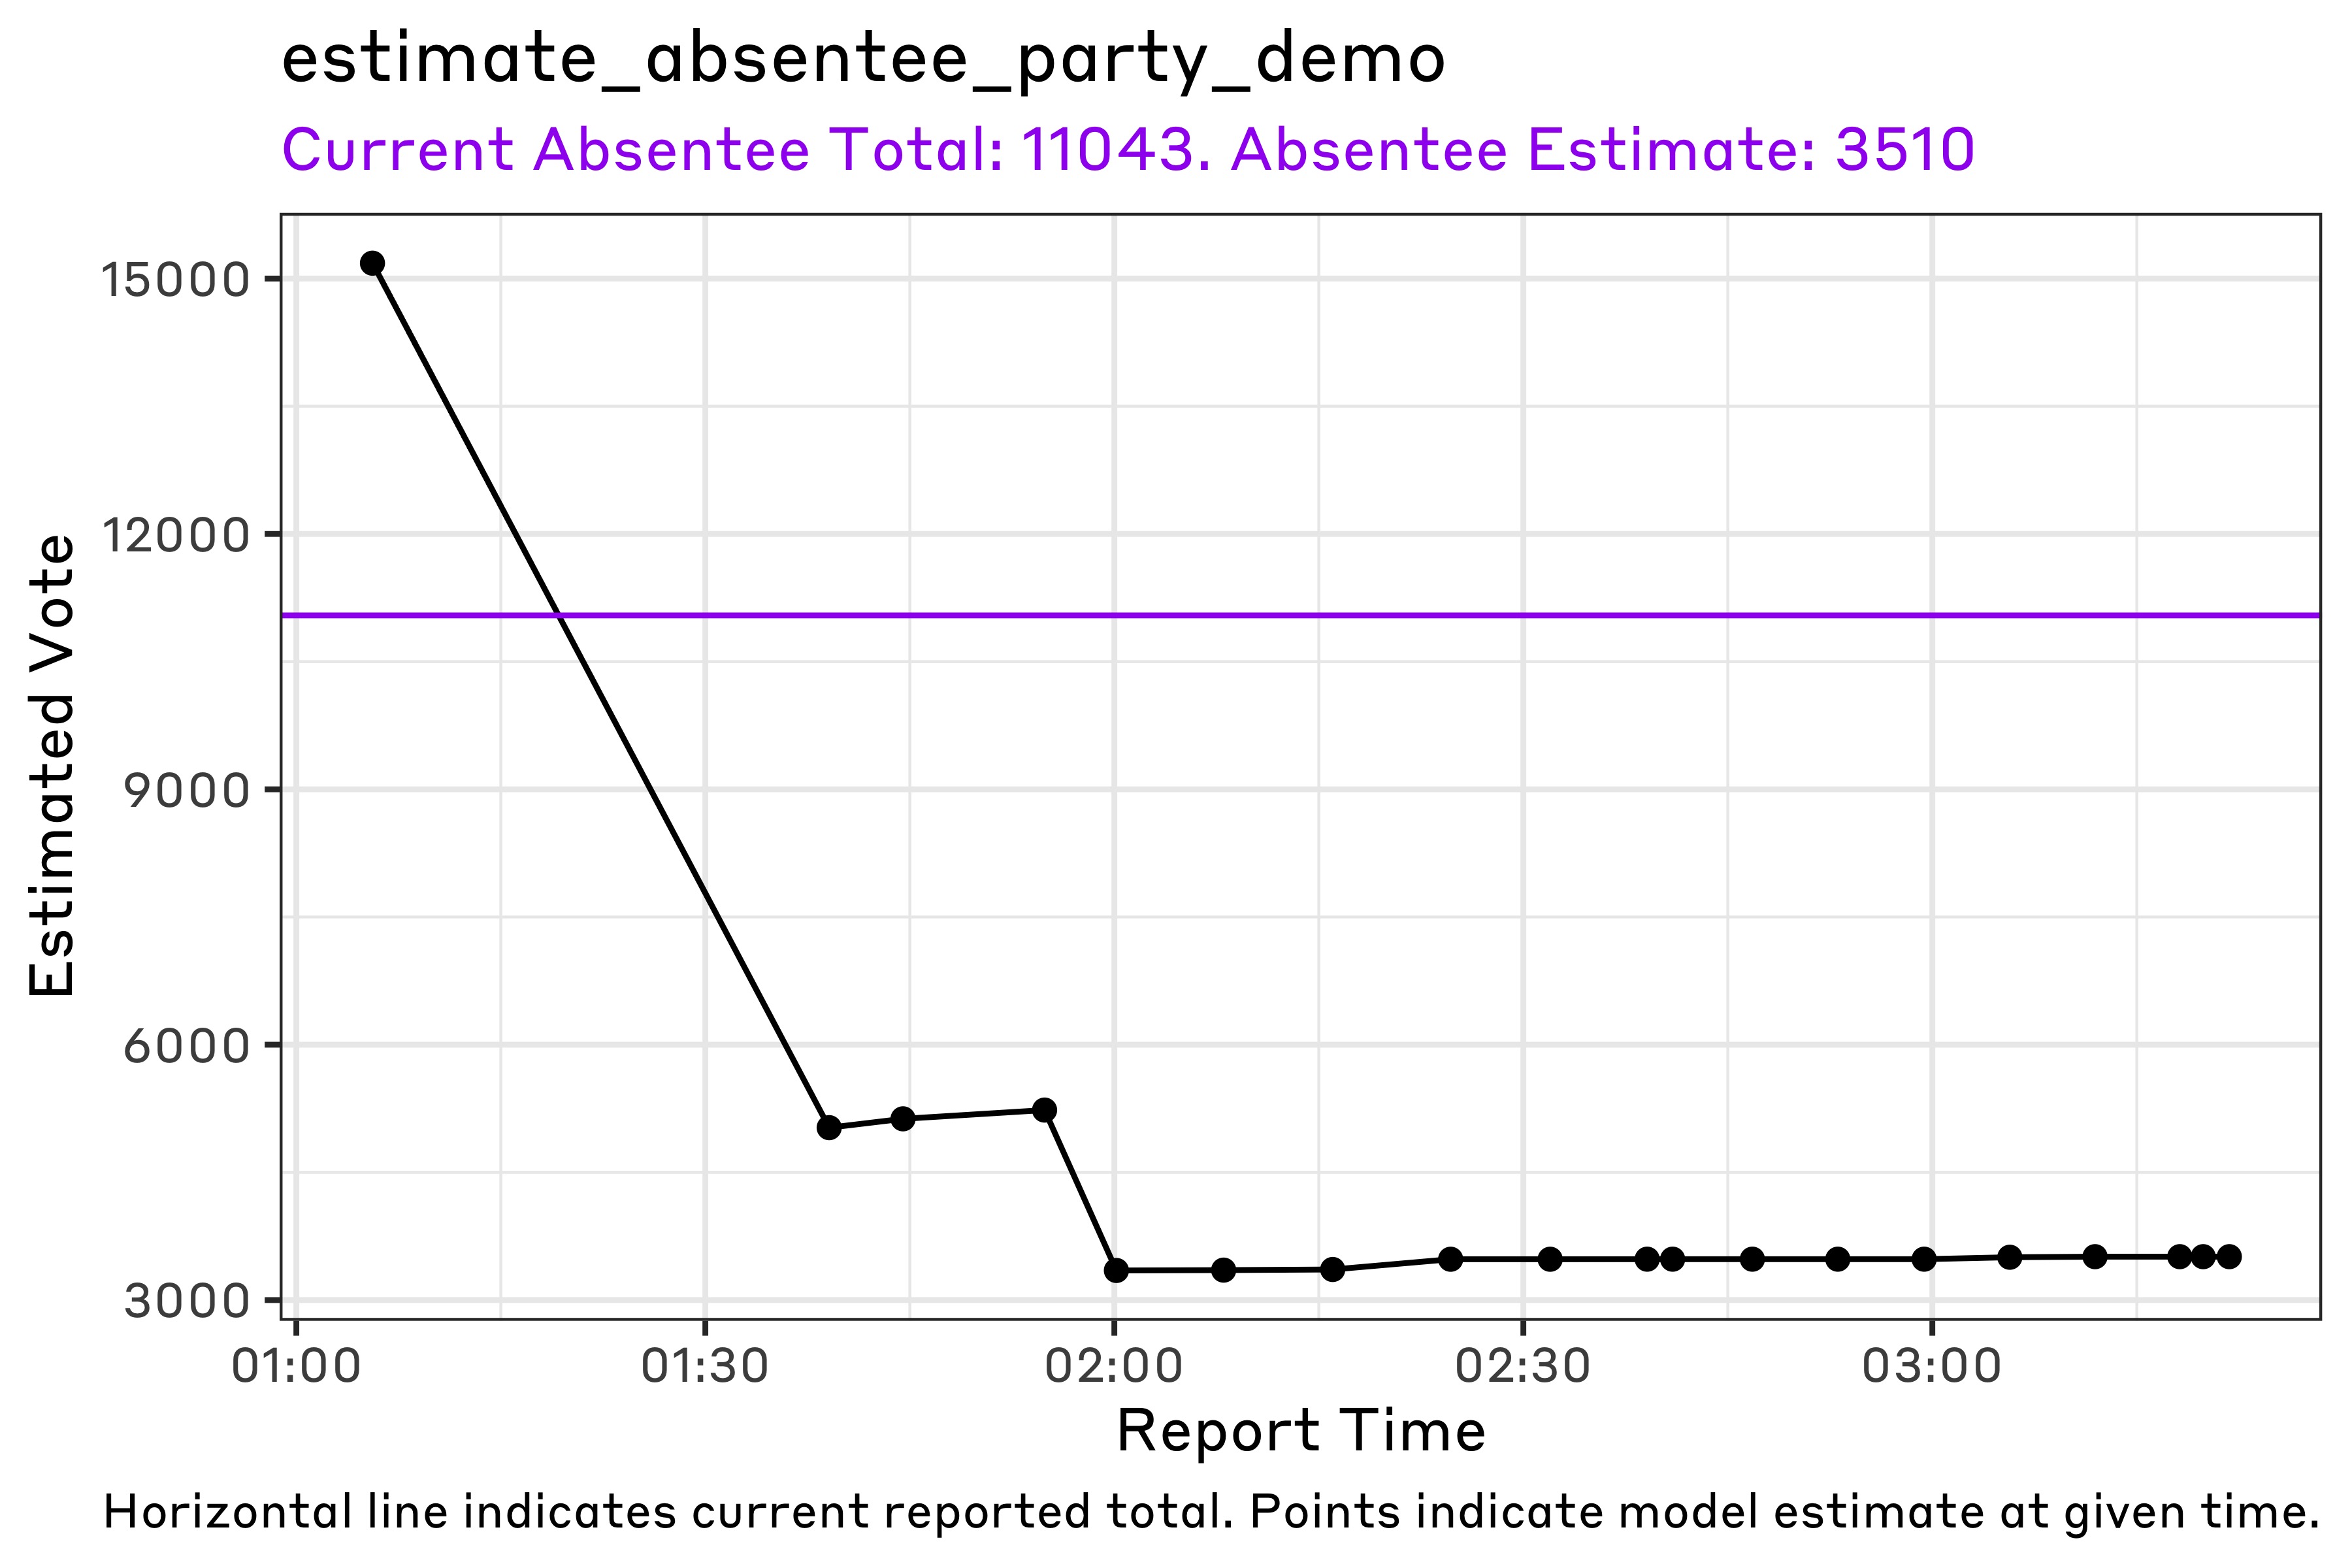 estimate_absentee_party_demo
Current Absentee Total: 11043. Absentee Estimate: 3510
Estimated Vote
15000
12000
9000
6000
3000
01:00 01:30 02:00 02:30 03:00
Report Time
Horizontal line indicates current reported total. Points indicate model estimate at given time.